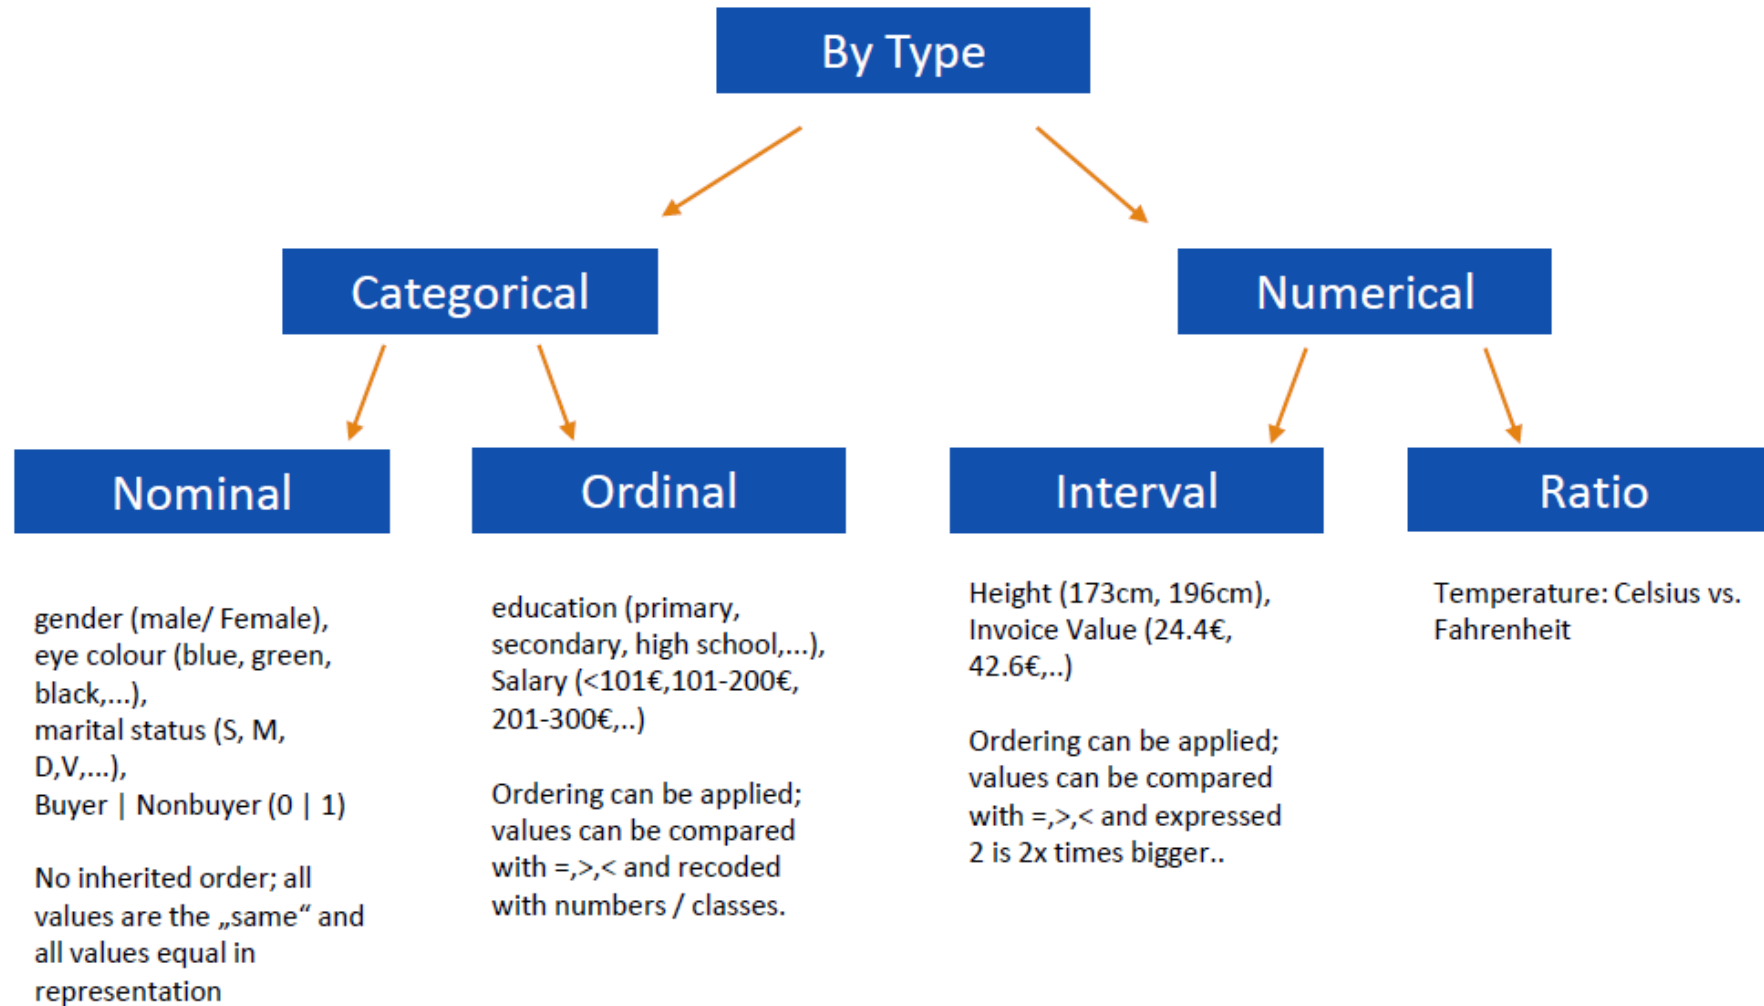 By Type
Categorical
Numerical
Nominal
Ordinal
Interval
Ratio
gender (male/ Female),
eye colour (blue, green,
black,...),
marital status (S, M,
D,V,...),
Buyer | Nonbuyer (0 | 1)
No inherited order; all
values are the „same“ and
all values equal in
representation
education (primary,
secondary, high school,...),
Salary (<101€,101-200€,
201-300€,..)
Ordering can be applied;
values can be compared
with =,>,< and recoded
with numbers / classes.
Height (173cm, 196cm),
Invoice Value (24.4€,
42.6€,..)
Ordering can be applied;
values can be compared
with =,>,< and expressed
2 is 2x times bigger..
Temperature: Celsius vs.
Fahrenheit